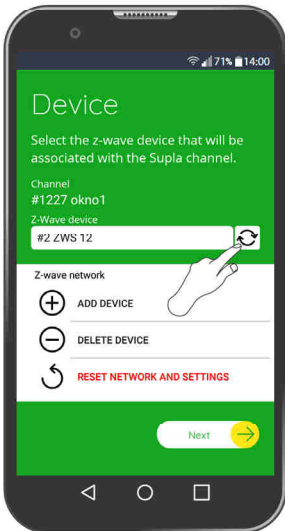 71% 14:00
Device
Select the z-wave device that will be
associated with the Supla channel.
Channel
#1227 okno1
Z-Wave device
#2 ZWS 12
Z-wave network
ADD DEVICE
DELETE DEVICE
RESET NETWORK AND SETTINGS
Next